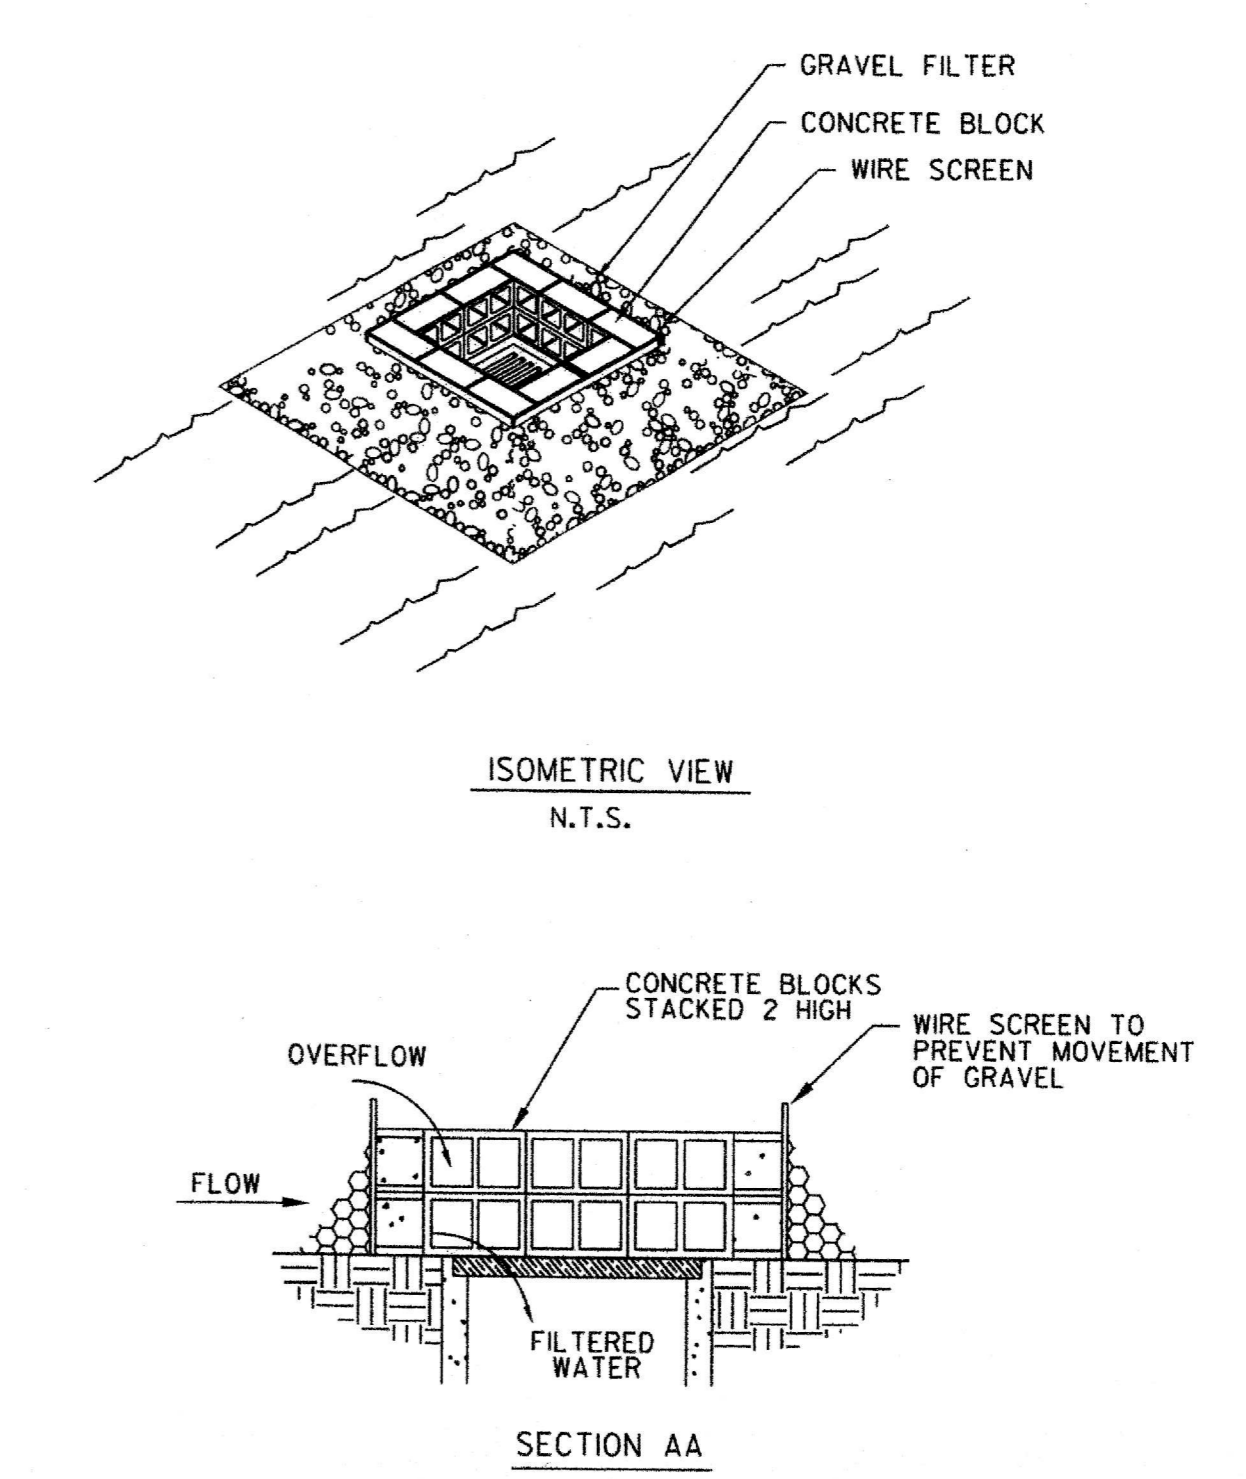 GRAVEL FILTER
CONCRETE BLOCK
WIRE SCREEN
ISOMETRIC VIEW
N.T.S.
CONCRETE BLOCKS
STACKED 2 HIGH
WIRE SCREEN TO
PREVENT MOVEMENT
OF GRAVEL
OVERFLOW
FLOW
FILTERED
WATER
SECTION AA